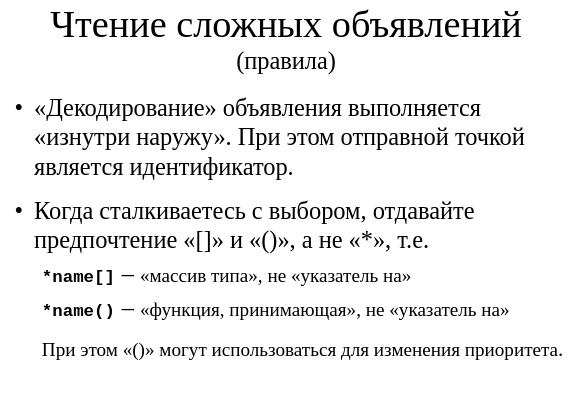 Чтение сложных объявлений
(правила)
• «Декодирование» объявления выполняется
«изнутри наружу». При этом отправной точкой
является идентификатор.
• Когда сталкиваетесь с выбором, отдавайте
предпочтение «[]» и «()», а не «*», т.е.
*name[] – «массив типа», не «указатель на»
*name() – «функция, принимающая», не «указатель на»
При этом «()» могут использоваться для изменения приоритета.